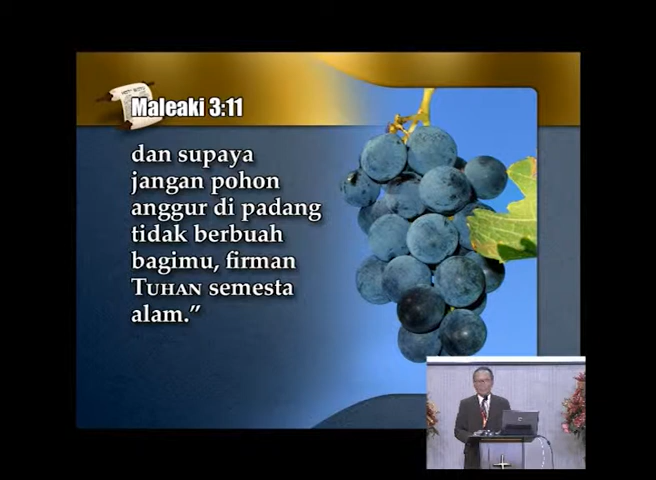 Maleaki 3:11
dan supaya
jangan pohon
anggur di padang
tidak berbuah
bagimu, firman
TUHAN semesta
alam.”